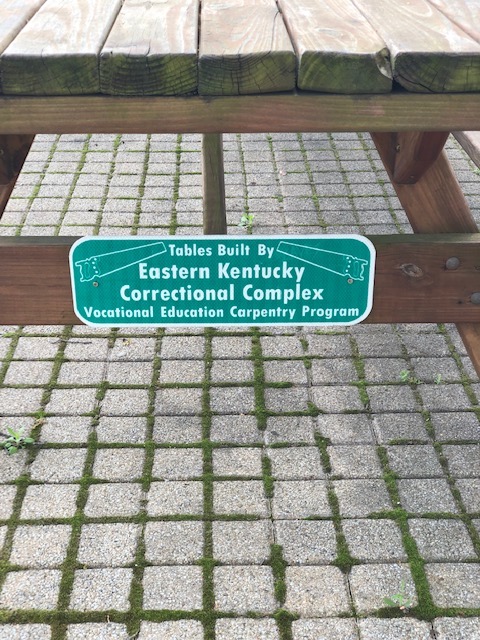 Tables Built By
Eastern Kentucky
Correctional Complex
Vocational Education Carpentry Program